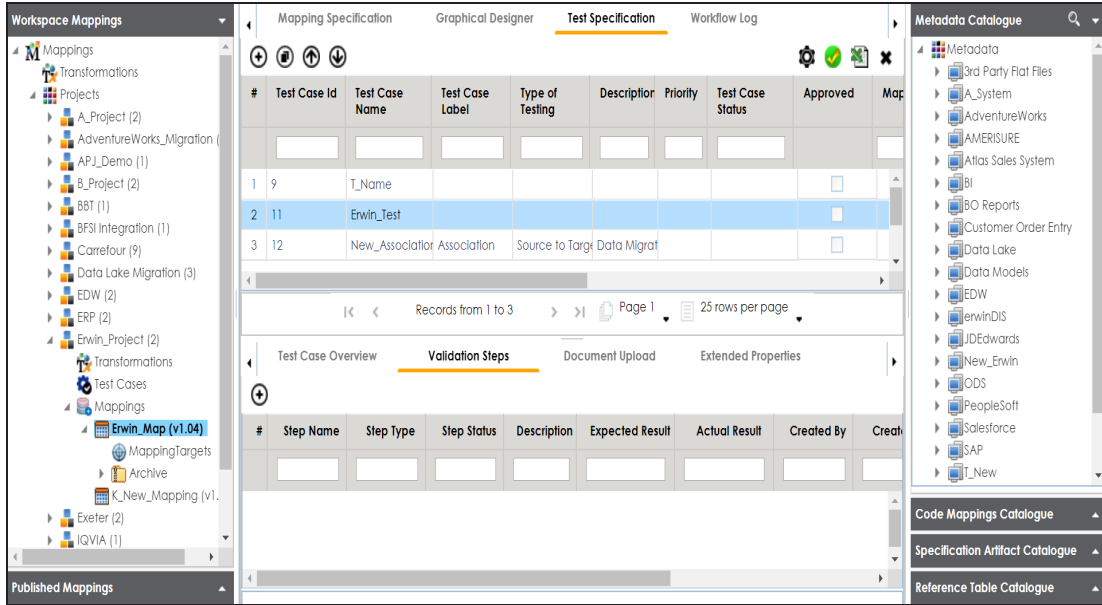 Workspace Mappings
Mappings
Transformations
Projects
A_Project (2)
AdventureWorks_Migration (
APJ_Demo (1)
B_Project (2)
BBT (1)
BFSI Integration (1)
Carrefour (9)
Data Lake Migration (3)
EDW (2)
ERP (2)
Erwin_Project (2)
Transformations
Test Cases
Mappings
Erwin_Map (v1.04)
MappingTargets
Archive
K_New_Mapping (v1.
Exeter (2)
IQVIA (1)
Published Mappings
Mapping Specification Graphical Designer Test Specification Workflow Log
# Test Case Id Test Case Name Test Case Label Type of Testing Description Priority Test Case Status Approved Map
1 9 T_Name
2 11 Erwin_Test
3 12 New_Association Association Source to Targe Data Migrat
Records from 1 to 3 Page 1 25 rows per page
Test Case Overview Validation Steps Document Upload Extended Properties
# Step Name Step Type Step Status Description Expected Result Actual Result Created By Create
Metadata Catalogue
Metadata
3rd Party Flat Files
A_System
AdventureWorks
AMERISURE
Atlas Sales System
BI
BO Reports
Customer Order Entry
Data Lake
Data Models
EDW
erwinDIS
JDEdwards
New_Erwin
ODS
PeopleSoft
Salesforce
SAP
T_New
Code Mappings Catalogue
Specification Artifact Catalogue
Reference Table Catalogue